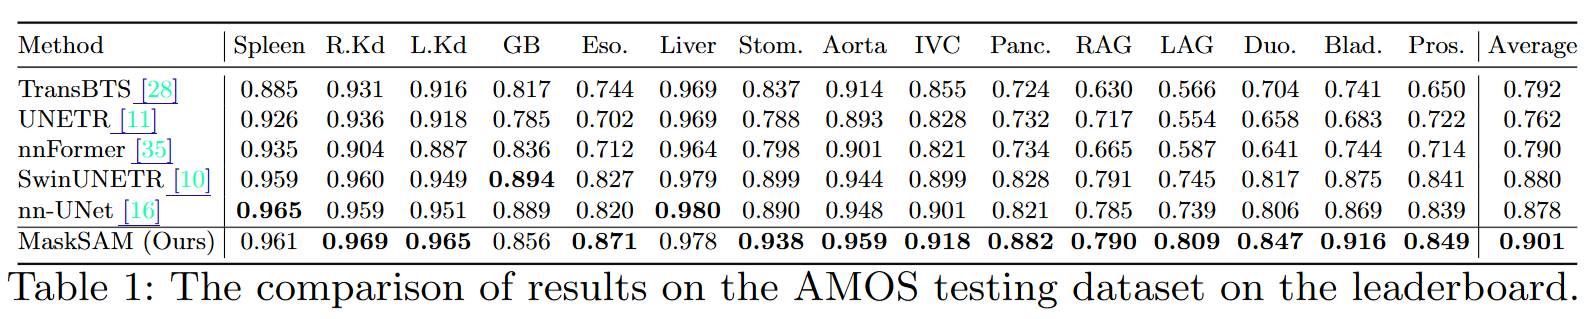 Method Spleen R.Kd L.Kd GB Eso. Liver Stom. Aorta IVC Panc. RAG LAG Duo. Blad. Pros. Average
TransBTS [28] 0.885 0.931 0.916 0.817 0.744 0.969 0.837 0.914 0.855 0.724 0.630 0.566 0.704 0.741 0.650 0.792
UNETR [11] 0.926 0.936 0.918 0.785 0.702 0.969 0.788 0.893 0.828 0.732 0.717 0.554 0.658 0.683 0.722 0.762
nnFormer [35] 0.935 0.904 0.887 0.836 0.712 0.964 0.798 0.901 0.821 0.734 0.665 0.587 0.641 0.744 0.714 0.790
SwinUNETR [10] 0.959 0.960 0.949 0.894 0.827 0.979 0.899 0.944 0.899 0.828 0.791 0.745 0.817 0.875 0.841 0.880
nn-UNet [16] 0.965 0.959 0.951 0.889 0.820 0.980 0.890 0.948 0.901 0.821 0.785 0.739 0.806 0.869 0.839 0.878
MaskSAM (Ours) 0.961 0.969 0.965 0.856 0.871 0.978 0.938 0.959 0.918 0.882 0.790 0.809 0.847 0.916 0.849 0.901
Table 1: The comparison of results on the AMOS testing dataset on the leaderboard.